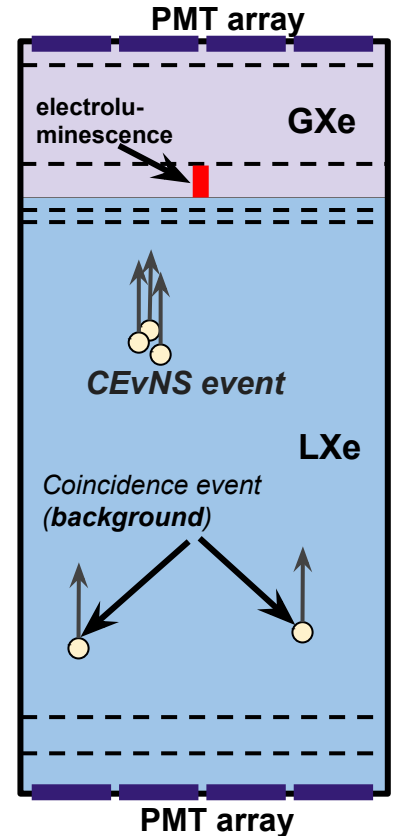 PMT array
electrolu-
minescence
GXe
CEvNS event
LXe
Coincidence event
(background)
PMT array